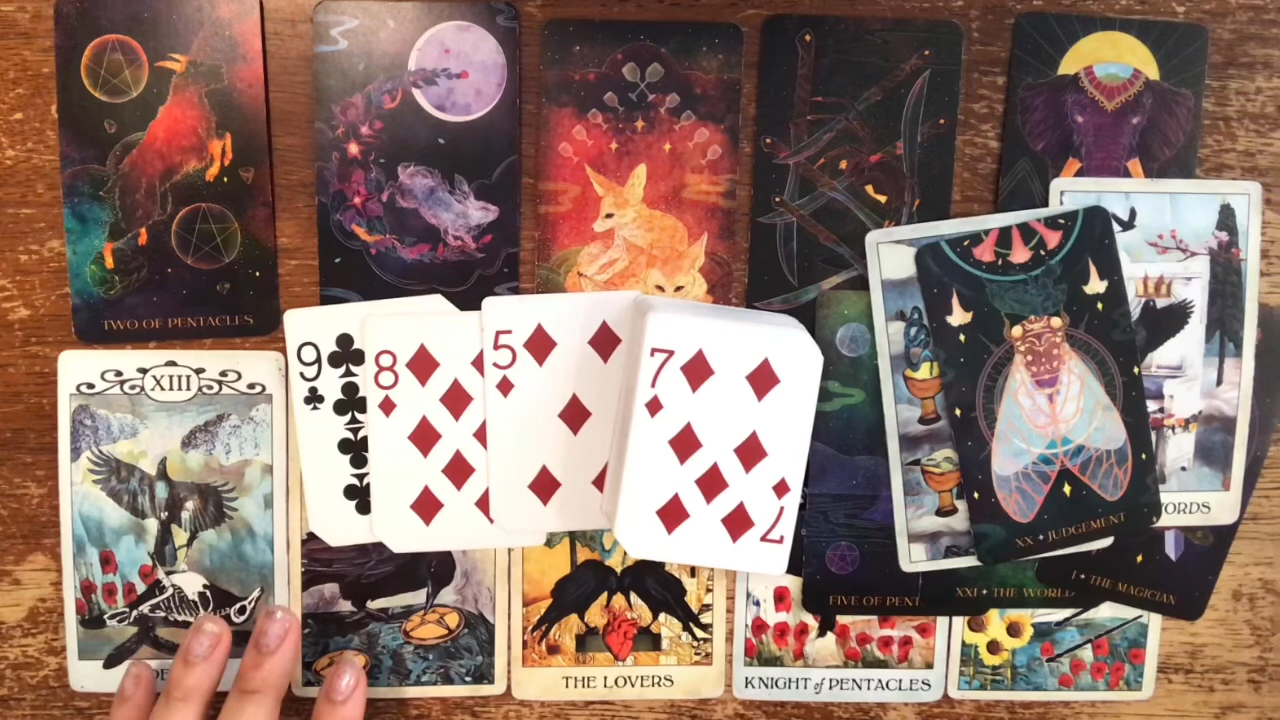 TWO OF PENTACLES
XIII
9
8
5
7
7
THE LOVERS
KNIGHT of PENTACLES
FIVE OF PENT
XXI ✦ THE WORLD
XX ✦ JUDGEMENT
I ✦ THE MAGICIAN